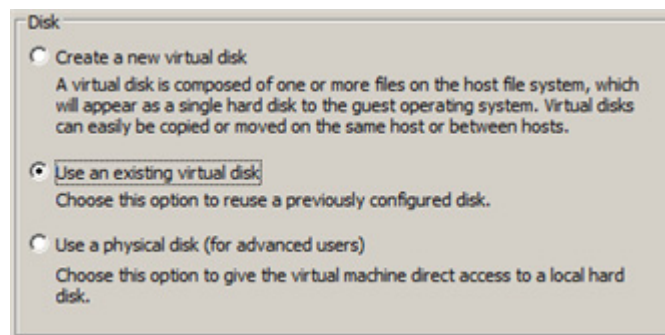 Disk
Create a new virtual disk
A virtual disk is composed of one or more files on the host file system, which
will appear as a single hard disk to the guest operating system. Virtual disks
can easily be copied or moved on the same host or between hosts.
Use an existing virtual disk
Choose this option to reuse a previously configured disk.
Use a physical disk (for advanced users)
Choose this option to give the virtual machine direct access to a local hard
disk.